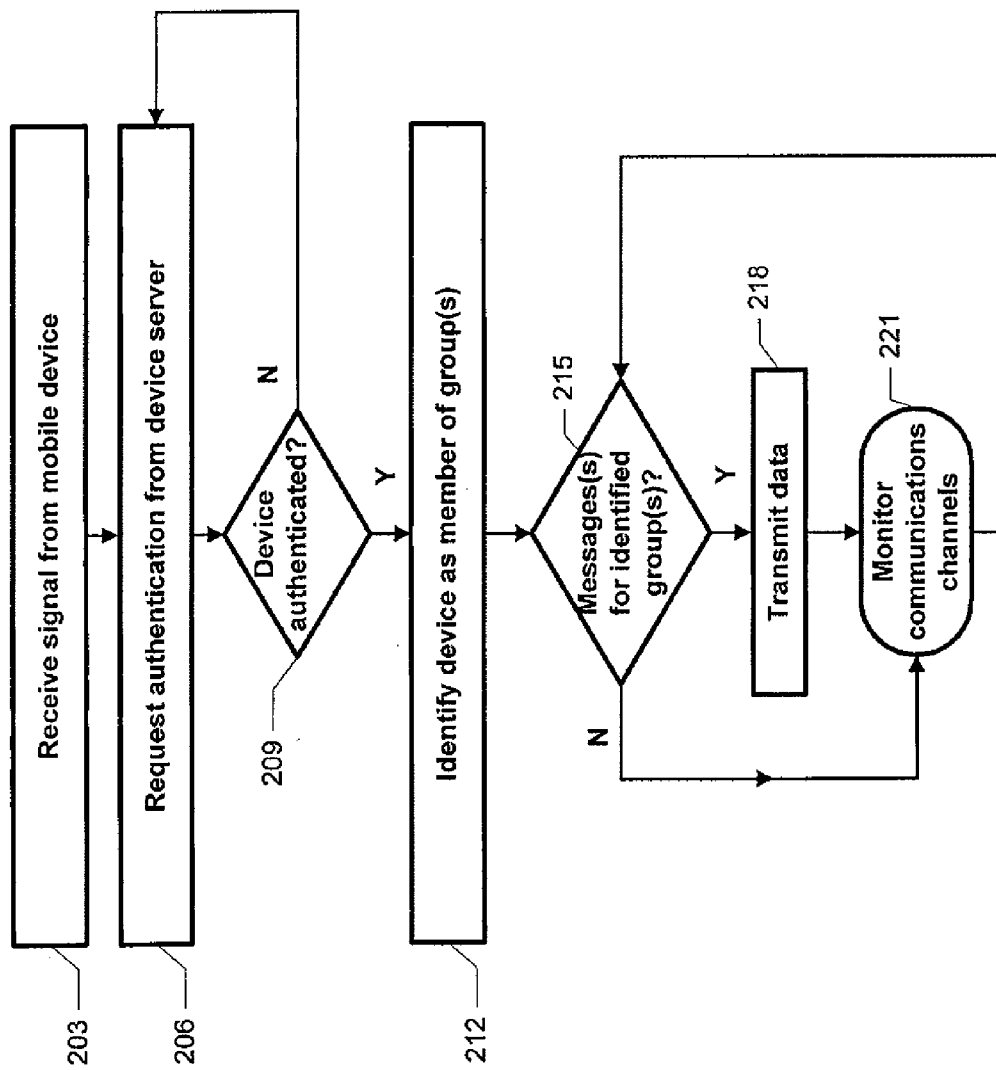 203
Receive signal from mobile device
206
Request authentication from device server
209
Device
authenticated?
N
Y
212
Identify device as member of group(s)
215
Messages(s)
for identified
group(s)?
N
Y
218
Transmit data
221
Monitor
communications
channels